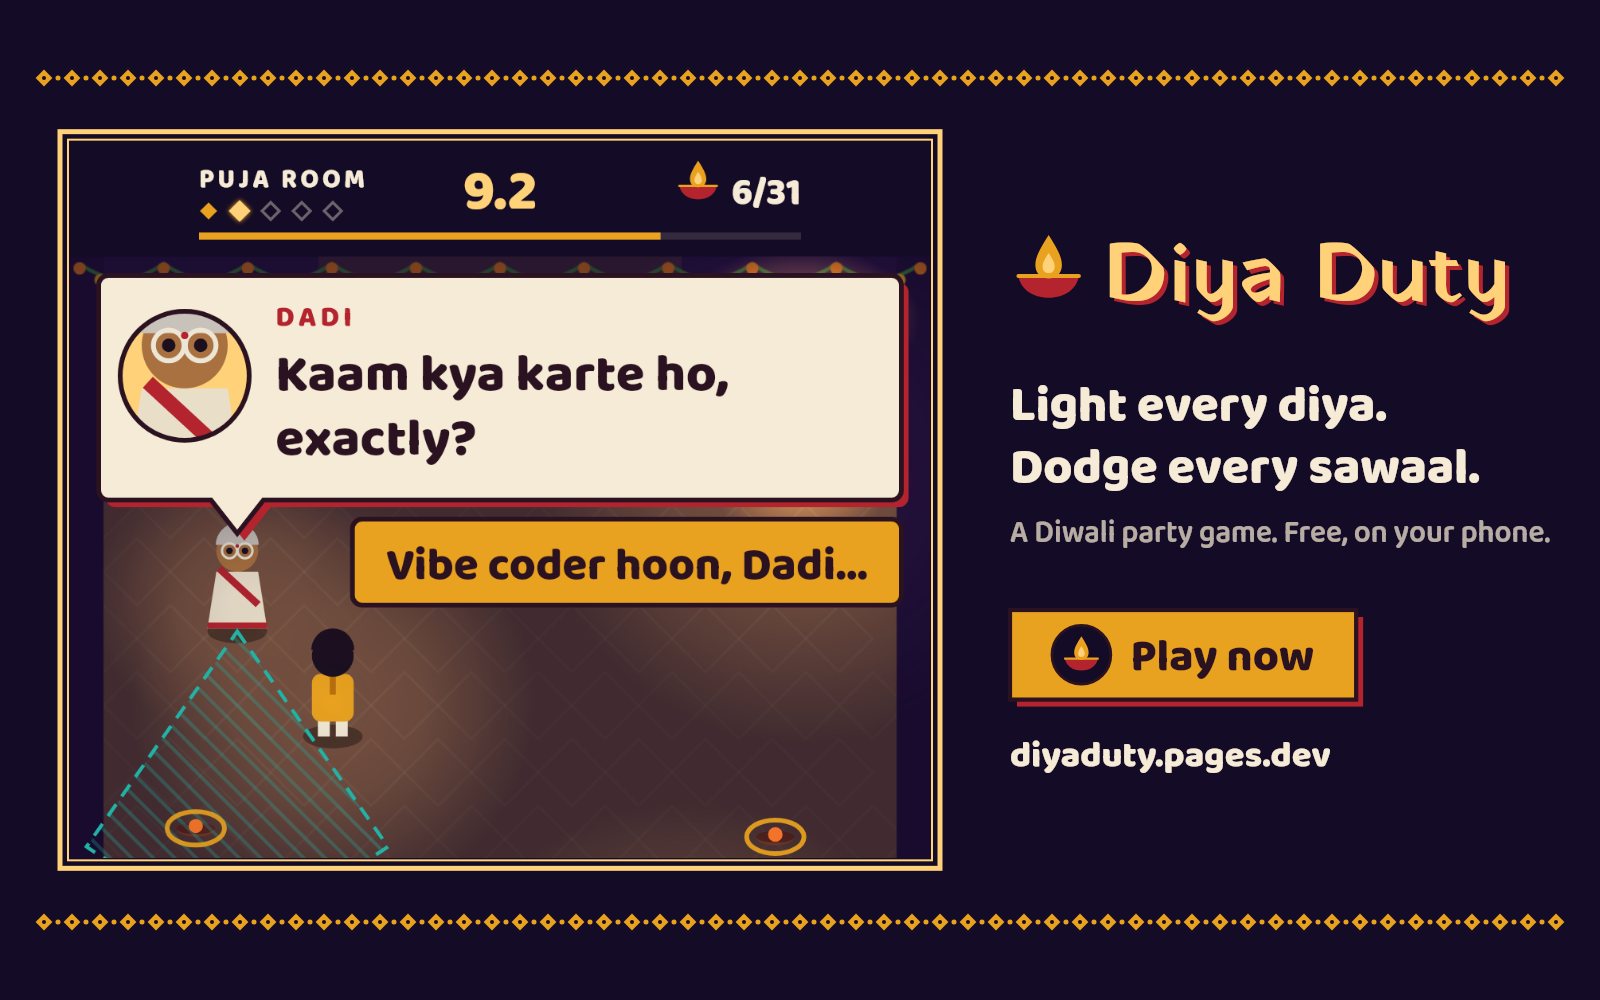 PUJA ROOM
9.2
6/31
DADI
Kaam kya karte ho,
exactly?
Vibe coder hoon, Dadi...
Diya Duty
Light every diya.
Dodge every sawaal.
A Diwali party game. Free, on your phone.
Play now
diyaduty.pages.dev